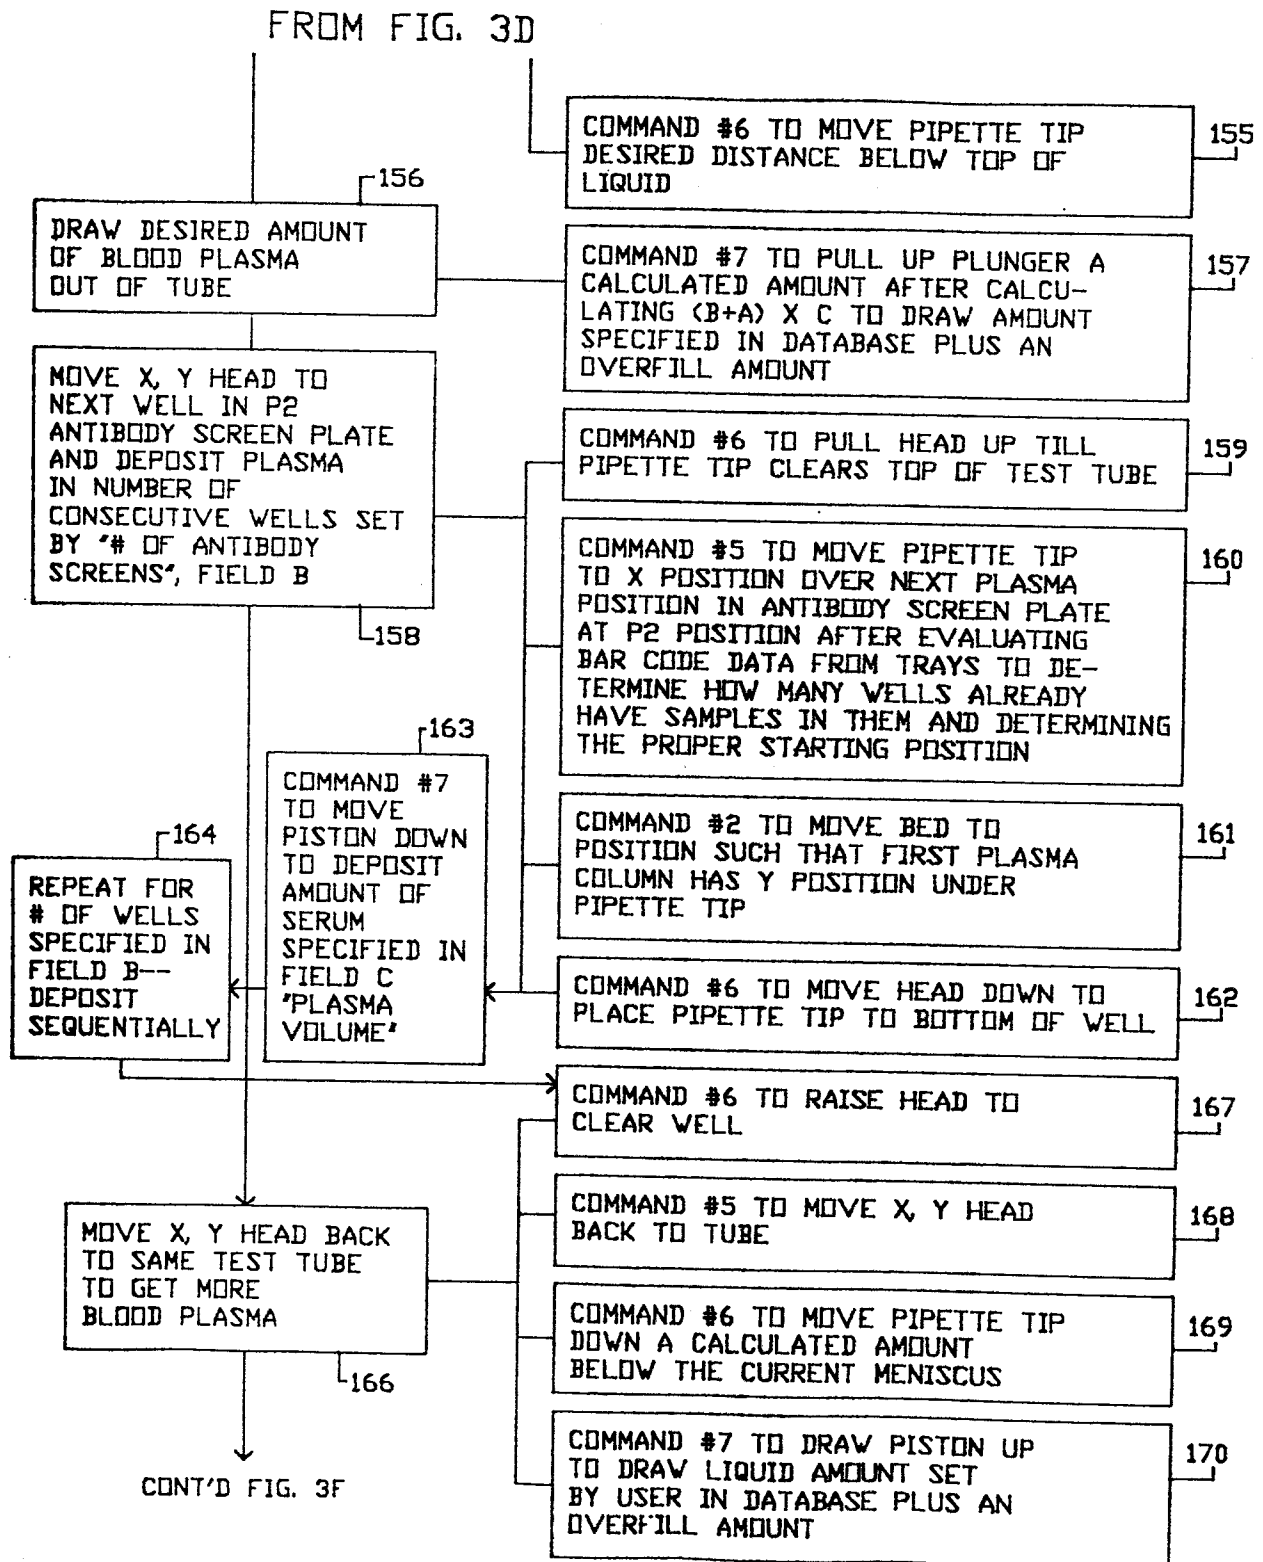 FROM FIG. 3D
COMMAND #6 TO MOVE PIPETTE TIP
DESIRED DISTANCE BELOW TOP OF
LIQUID
155
156
DRAW DESIRED AMOUNT
OF BLOOD PLASMA
OUT OF TUBE
COMMAND #7 TO PULL UP PLUNGER A
CALCULATED AMOUNT AFTER CALCU-
LATING (B+A) X C TO DRAW AMOUNT
SPECIFIED IN DATABASE PLUS AN
OVERFILL AMOUNT
157
MOVE X, Y HEAD TO
NEXT WELL IN P2
ANTIBODY SCREEN PLATE
AND DEPOSIT PLASMA
IN NUMBER OF
CONSECUTIVE WELLS SET
BY "# OF ANTIBODY
SCREENS", FIELD B
158
COMMAND #6 TO PULL HEAD UP TILL
PIPETTE TIP CLEARS TOP OF TEST TUBE
159
COMMAND #5 TO MOVE PIPETTE TIP
TO X POSITION OVER NEXT PLASMA
POSITION IN ANTIBODY SCREEN PLATE
AT P2 POSITION AFTER EVALUATING
BAR CODE DATA FROM TRAYS TO DE-
TERMINE HOW MANY WELLS ALREADY
HAVE SAMPLES IN THEM AND DETERMINING
THE PROPER STARTING POSITION
160
COMMAND #2 TO MOVE BED TO
POSITION SUCH THAT FIRST PLASMA
COLUMN HAS Y POSITION UNDER
PIPETTE TIP
161
COMMAND #6 TO MOVE HEAD DOWN TO
PLACE PIPETTE TIP TO BOTTOM OF WELL
162
163
COMMAND #7
TO MOVE
PISTON DOWN
TO DEPOSIT
AMOUNT OF
SERUM
SPECIFIED IN
FIELD C
"PLASMA
VOLUME"
164
REPEAT FOR
# OF WELLS
SPECIFIED IN
FIELD B--
DEPOSIT
SEQUENTIALLY
COMMAND #6 TO RAISE HEAD TO
CLEAR WELL
167
MOVE X, Y HEAD BACK
TO SAME TEST TUBE
TO GET MORE
BLOOD PLASMA
166
COMMAND #5 TO MOVE X, Y HEAD
BACK TO TUBE
168
COMMAND #6 TO MOVE PIPETTE TIP
DOWN A CALCULATED AMOUNT
BELOW THE CURRENT MENISCUS
169
COMMAND #7 TO DRAW PISTON UP
TO DRAW LIQUID AMOUNT SET
BY USER IN DATABASE PLUS AN
OVERFILL AMOUNT
170
CONT'D FIG. 3F